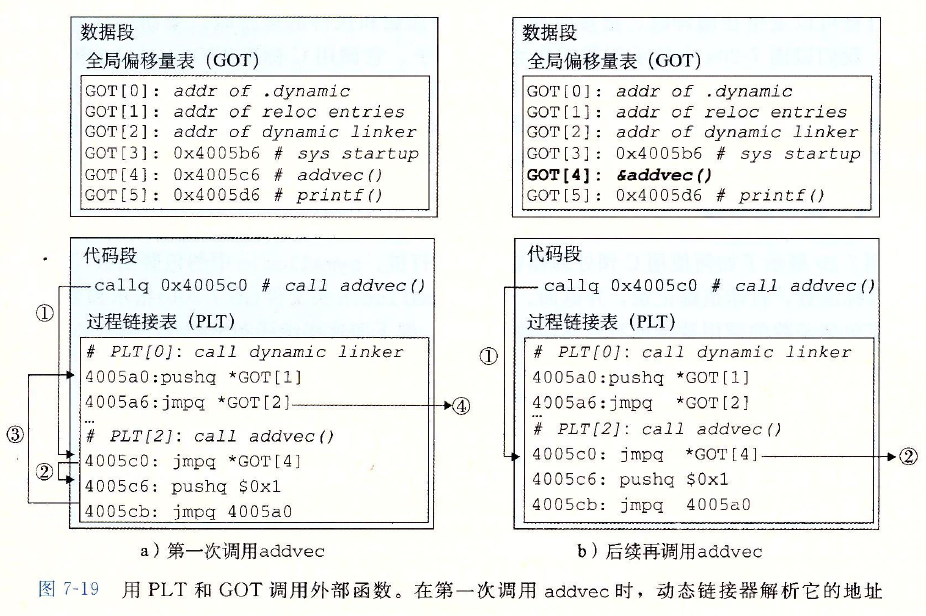 数据段
全局偏移量表（GOT）
GOT[0]: addr of .dynamic
GOT[1]: addr of reloc entries
GOT[2]: addr of dynamic linker
GOT[3]: 0x4005b6 # sys startup
GOT[4]: 0x4005c6 # addvec()
GOT[5]: 0x4005d6 # printf()
代码段
callq 0x4005c0 # call addvec()
①
过程链接表（PLT）
# PLT[0]: call dynamic linker
4005a0:pushq *GOT[1]
4005a6:jmpq *GOT[2]
④
...
③
# PLT[2]: call addvec()
4005c0: jmpq *GOT[4]
②
4005c6: pushq $0x1
4005cb: jmpq 4005a0
a）第一次调用addvec
数据段
全局偏移量表（GOT）
GOT[0]: addr of .dynamic
GOT[1]: addr of reloc entries
GOT[2]: addr of dynamic linker
GOT[3]: 0x4005b6 # sys startup
GOT[4]: &addvec()
GOT[5]: 0x4005d6 # printf()
代码段
callq 0x4005c0 # call addvec()
过程链接表（PLT）
①
# PLT[0]: call dynamic linker
4005a0:pushq *GOT[1]
4005a6:jmpq *GOT[2]
...
# PLT[2]: call addvec()
4005c0: jmpq *GOT[4]
②
4005c6: pushq $0x1
4005cb: jmpq 4005a0
b）后续再调用addvec
图 7-19 用 PLT 和 GOT 调用外部函数。在第一次调用 addvec 时，动态链接器解析它的地址